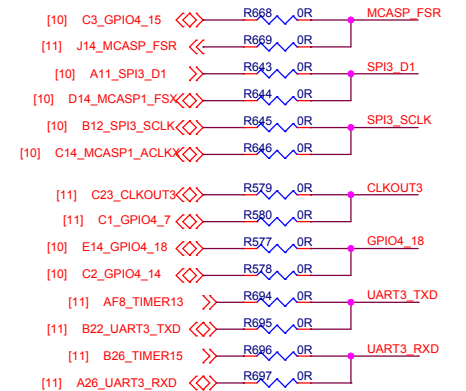 [10] C3_GPIO4_15 R668 0R MCASP_FSR
[11] J14_MCASP_FSR R669 0R
[10] A11_SPI3_D1 R643 0R SPI3_D1
[10] D14_MCASP1_FSX R644 0R
[10] B12_SPI3_SCLK R645 0R SPI3_SCLK
[10] C14_MCASP1_ACLKX R646 0R
[11] C23_CLKOUT3 R579 0R CLKOUT3
[11] C1_GPIO4_7 R580 0R
[10] E14_GPIO4_18 R577 0R GPIO4_18
[10] C2_GPIO4_14 R578 0R
[11] AF8_TIMER13 R694 0R UART3_TXD
[11] B22_UART3_TXD R695 0R
[11] B26_TIMER15 R696 0R UART3_RXD
[11] A26_UART3_RXD R697 0R